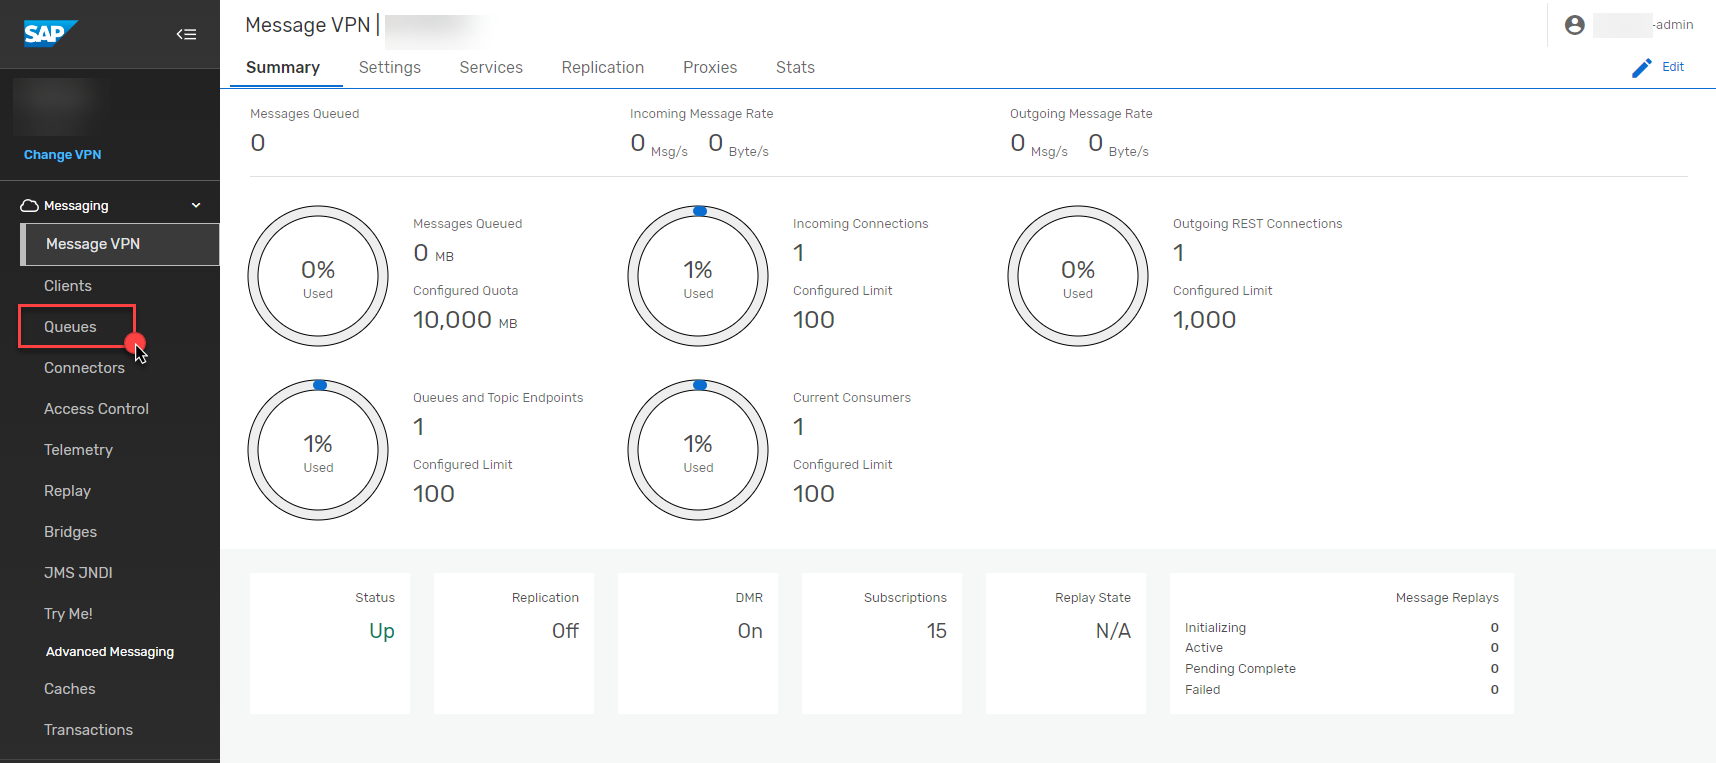 SAP
Change VPN
Messaging
Message VPN
Clients
Queues
Connectors
Access Control
Telemetry
Replay
Bridges
JMS JNDI
Try Me!
Advanced Messaging
Caches
Transactions
Message VPN |
-admin
Summary Settings Services Replication Proxies Stats
Edit
Messages Queued
0
Incoming Message Rate
0 Msg/s 0 Byte/s
Outgoing Message Rate
0 Msg/s 0 Byte/s
0%
Used
Messages Queued
0 MB
Configured Quota
10,000 MB
1%
Used
Incoming Connections
1
Configured Limit
100
0%
Used
Outgoing REST Connections
1
Configured Limit
1,000
1%
Used
Queues and Topic Endpoints
1
Configured Limit
100
1%
Used
Current Consumers
1
Configured Limit
100
Status
Up
Replication
Off
DMR
On
Subscriptions
15
Replay State
N/A
Message Replays
Initializing 0
Active 0
Pending Complete 0
Failed 0